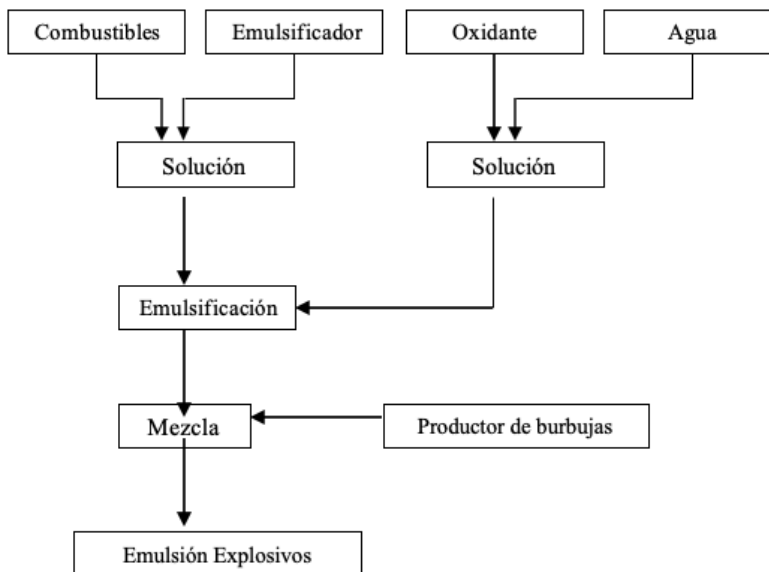 Combustibles
Emulsificador
Oxidante
Agua
Solución
Solución
Emulsificación
Mezcla
Productor de burbujas
Emulsión Explosivos